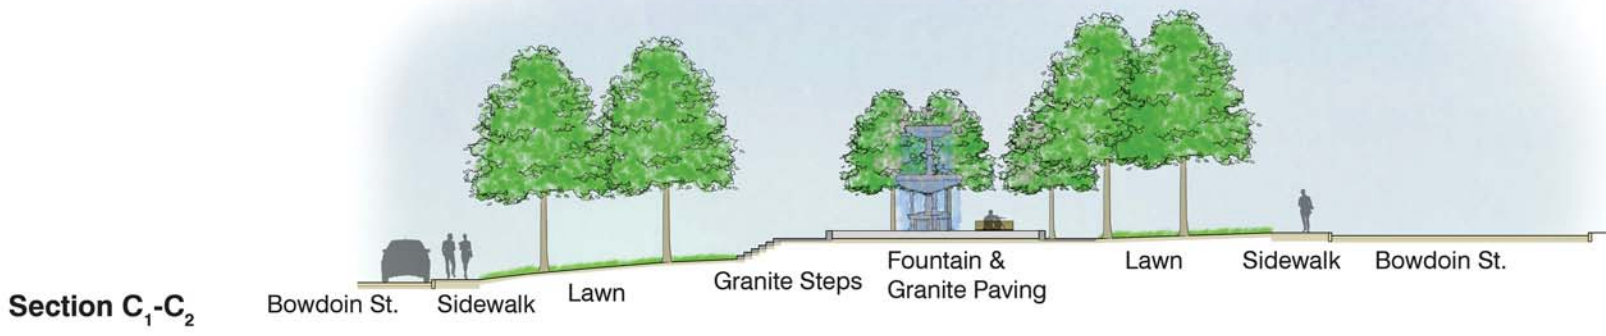 Section C1-C2
Bowdoin St.
Sidewalk
Lawn
Granite Steps
Fountain &
Granite Paving
Lawn
Sidewalk
Bowdoin St.